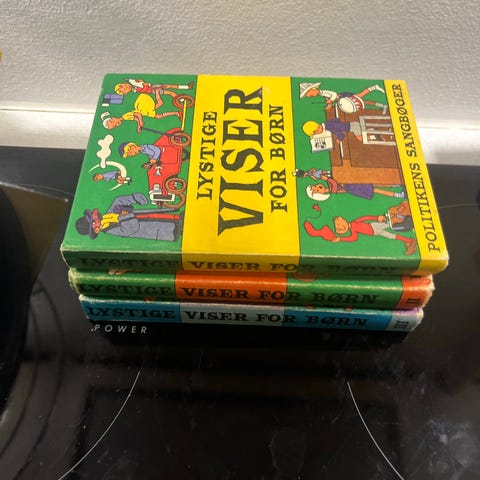 LYSTIGE
VISER
FOR BØRN
POLITIKENS SANGBØGER
LYSTIGE VISER FOR BØRN
LYSTIGE VISER FOR BØRN II
LYSTIGE VISER FOR BØRN III
POWER